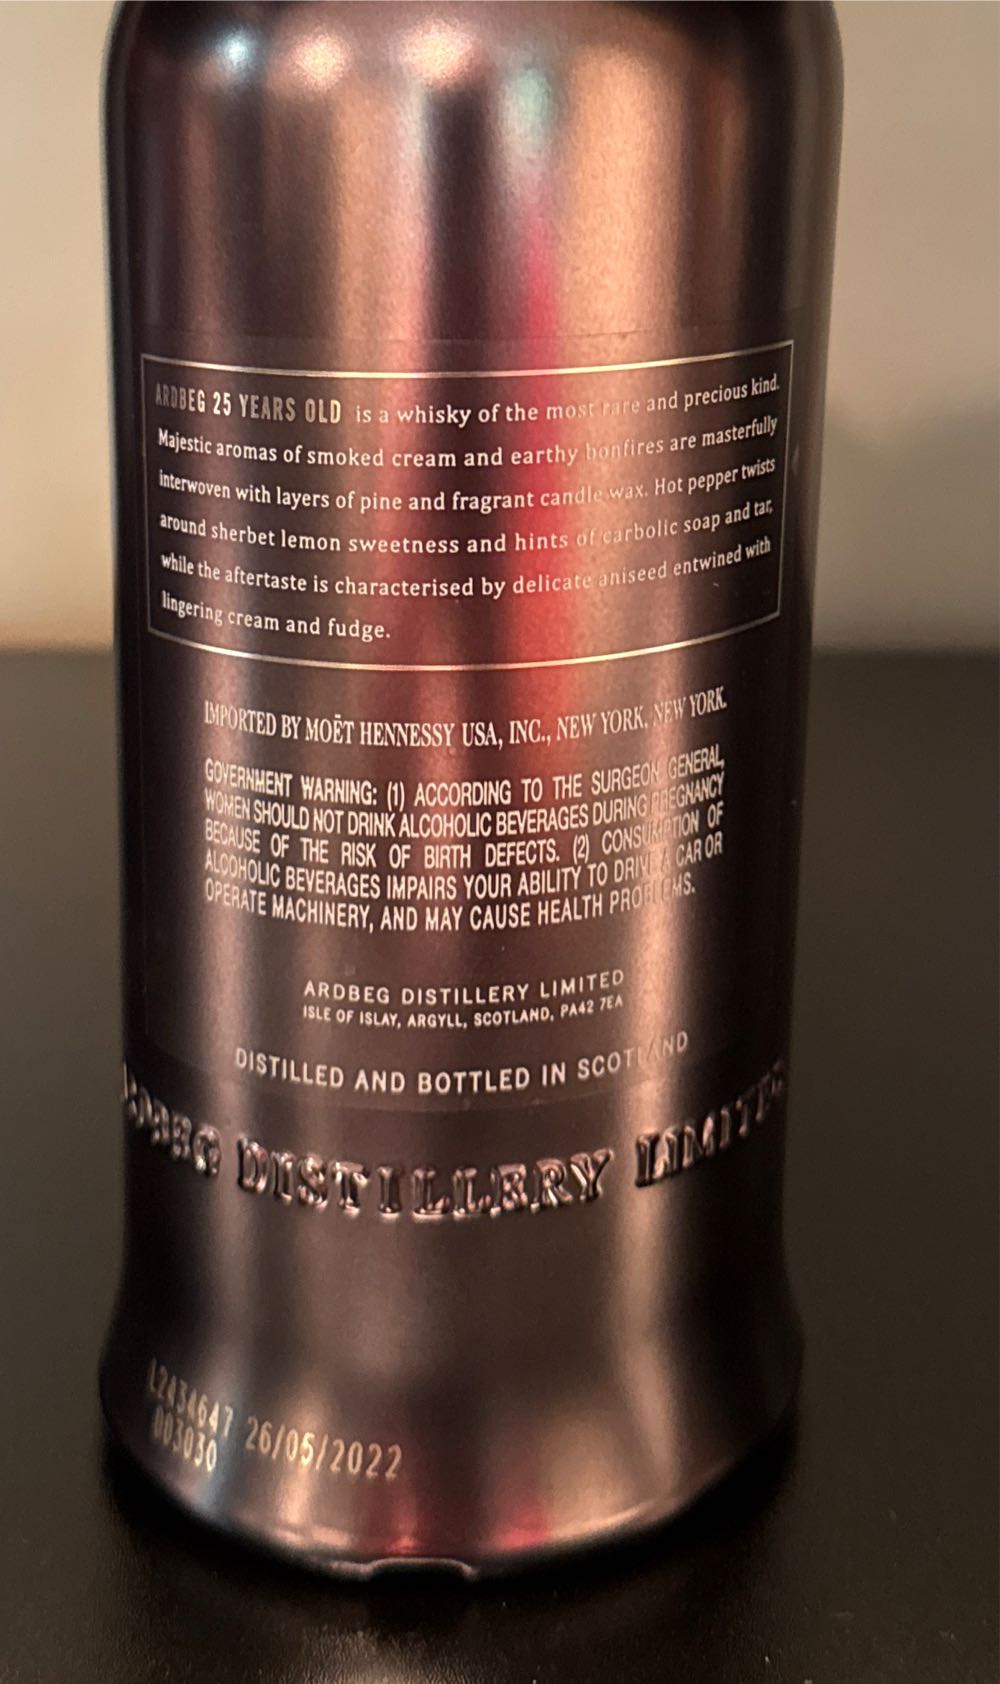 ARDBEG 25 YEARS OLD is a whisky of the most rare and precious kind.
Majestic aromas of smoked cream and earthy bonfires are masterfully
interwoven with layers of pine and fragrant candle wax. Hot pepper twists
around sherbet lemon sweetness and hints of carbolic soap and tar,
while the aftertaste is characterised by delicate aniseed entwined with
lingering cream and fudge.
IMPORTED BY MOËT HENNESSY USA, INC., NEW YORK, NEW YORK.
GOVERNMENT WARNING: (1) ACCORDING TO THE SURGEON GENERAL,
WOMEN SHOULD NOT DRINK ALCOHOLIC BEVERAGES DURING PREGNANCY
BECAUSE OF THE RISK OF BIRTH DEFECTS. (2) CONSUMPTION OF
ALCOHOLIC BEVERAGES IMPAIRS YOUR ABILITY TO DRIVE A CAR OR
OPERATE MACHINERY, AND MAY CAUSE HEALTH PROBLEMS.
ARDBEG DISTILLERY LIMITED
ISLE OF ISLAY, ARGYLL, SCOTLAND, PA42 7EA
DISTILLED AND BOTTLED IN SCOTLAND
ARDBEG DISTILLERY LIMITED
L2434647 26/05/2022
003030